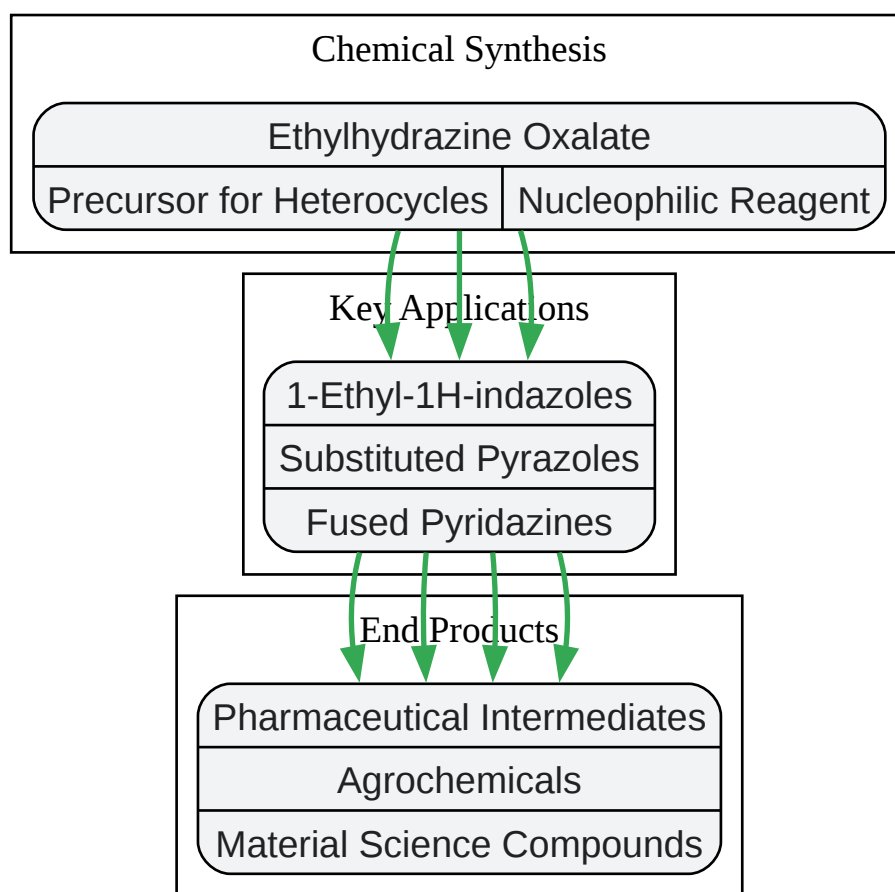 Chemical Synthesis
Ethylhydrazine Oxalate
Precursor for Heterocycles
Nucleophilic Reagent
Key Applications
1-Ethyl-1H-indazoles
Substituted Pyrazoles
Fused Pyridazines
End Products
Pharmaceutical Intermediates
Agrochemicals
Material Science Compounds